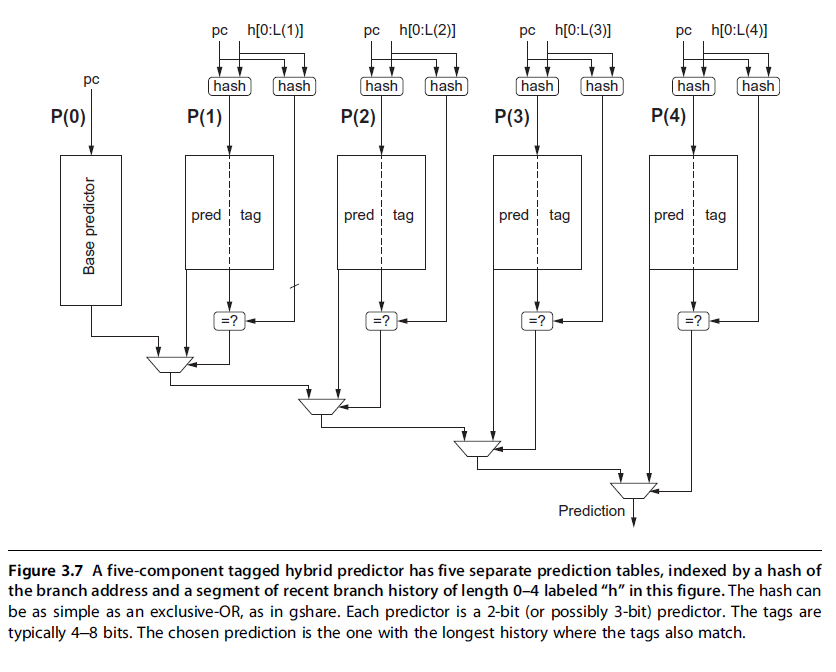 pc h[0:L(1)] pc h[0:L(2)] pc h[0:L(3)] pc h[0:L(4)]
pc hash hash hash hash hash hash hash hash
P(0) P(1) P(2) P(3) P(4)
Base predictor pred tag pred tag pred tag pred tag
=? =? =? =?
Prediction
Figure 3.7 A five-component tagged hybrid predictor has five separate prediction tables, indexed by a hash of
the branch address and a segment of recent branch history of length 0–4 labeled “h” in this figure. The hash can
be as simple as an exclusive-OR, as in gshare. Each predictor is a 2-bit (or possibly 3-bit) predictor. The tags are
typically 4–8 bits. The chosen prediction is the one with the longest history where the tags also match.